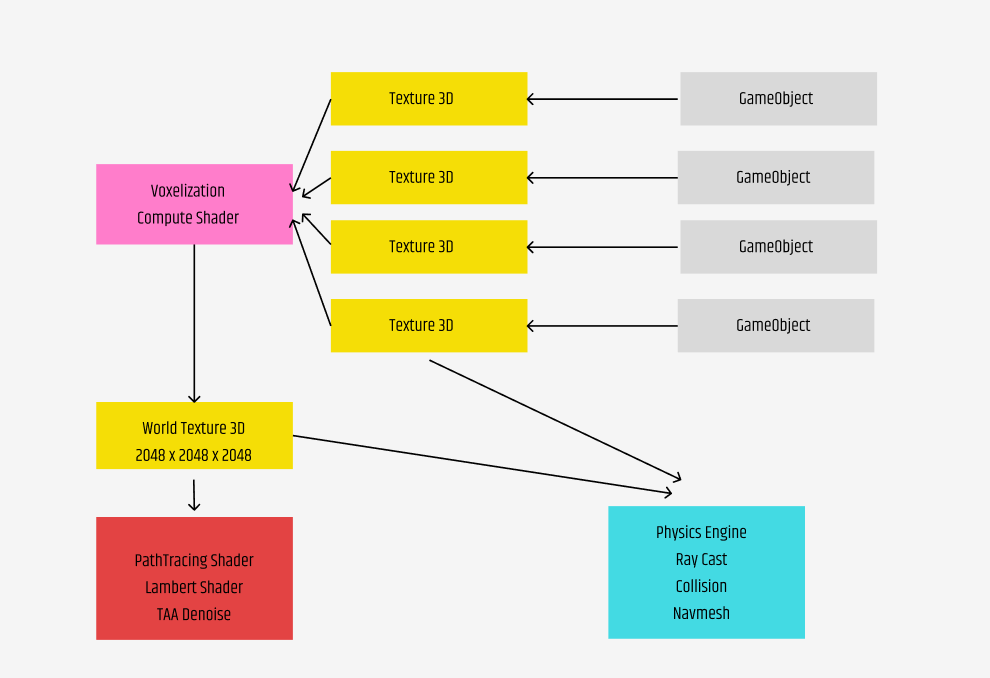 Texture 3D
GameObject
Voxelization
Compute Shader
Texture 3D
GameObject
Texture 3D
GameObject
Texture 3D
GameObject
World Texture 3D
2048 x 2048 x 2048
PathTracing Shader
Lambert Shader
TAA Denoise
Physics Engine
Ray Cast
Collision
Navmesh